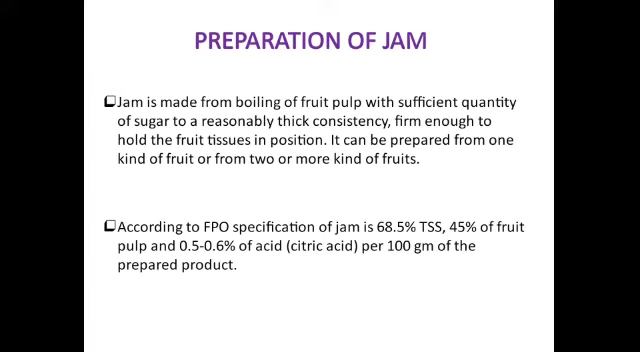 PREPARATION OF JAM
❑Jam is made from boiling of fruit pulp with sufficient quantity
of sugar to a reasonably thick consistency, firm enough to
hold the fruit tissues in position. It can be prepared from one
kind of fruit or from two or more kind of fruits.
❑According to FPO specification of jam is 68.5% TSS, 45% of fruit
pulp and 0.5-0.6% of acid (citric acid) per 100 gm of the
prepared product.